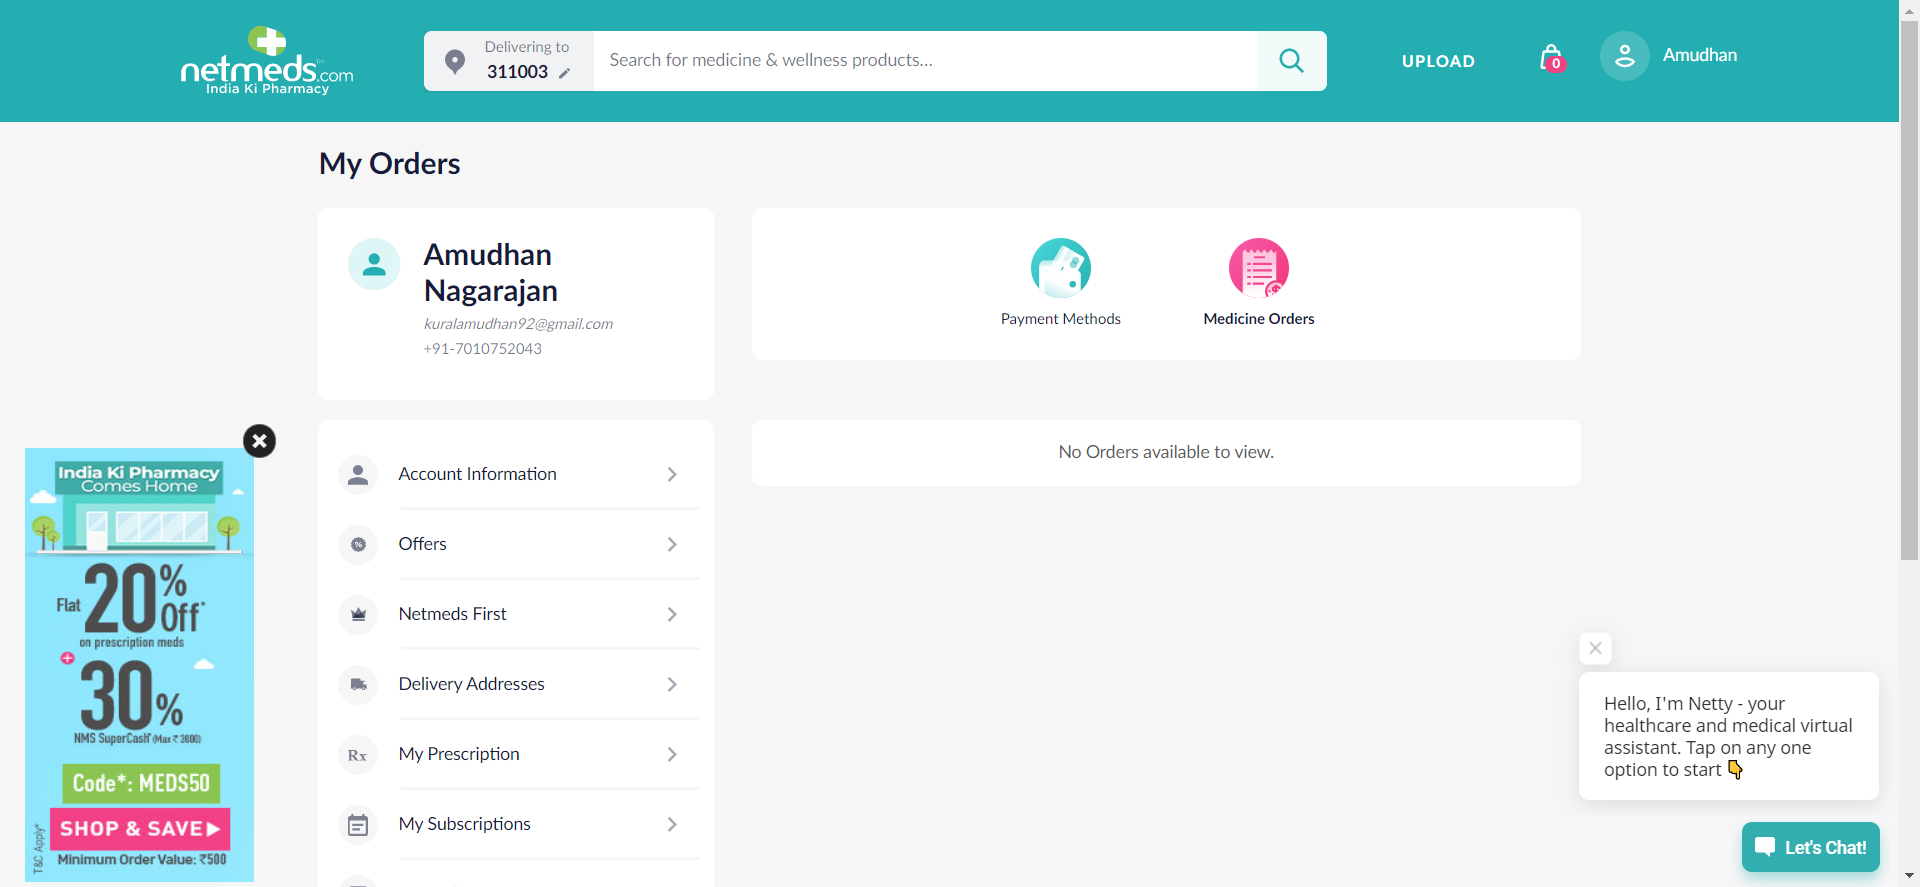 netmeds.com
India Ki Pharmacy
Delivering to
311003
Search for medicine & wellness products...
UPLOAD
0
Amudhan
My Orders
Amudhan
Nagarajan
kuralamudhan92@gmail.com
+91-7010752043
Payment Methods
Medicine Orders
No Orders available to view.
Account Information
Offers
Netmeds First
Delivery Addresses
Rx
My Prescription
My Subscriptions
India Ki Pharmacy
Comes Home
Flat 20% Off*
on prescription meds
+
30%
NMS SuperCash* (Max ₹ 3000)
Code*: MEDS50
SHOP & SAVE
Minimum Order Value: ₹500
T&C Apply*
Hello, I'm Netty - your
healthcare and medical virtual
assistant. Tap on any one
option to start 👇
Let's Chat!